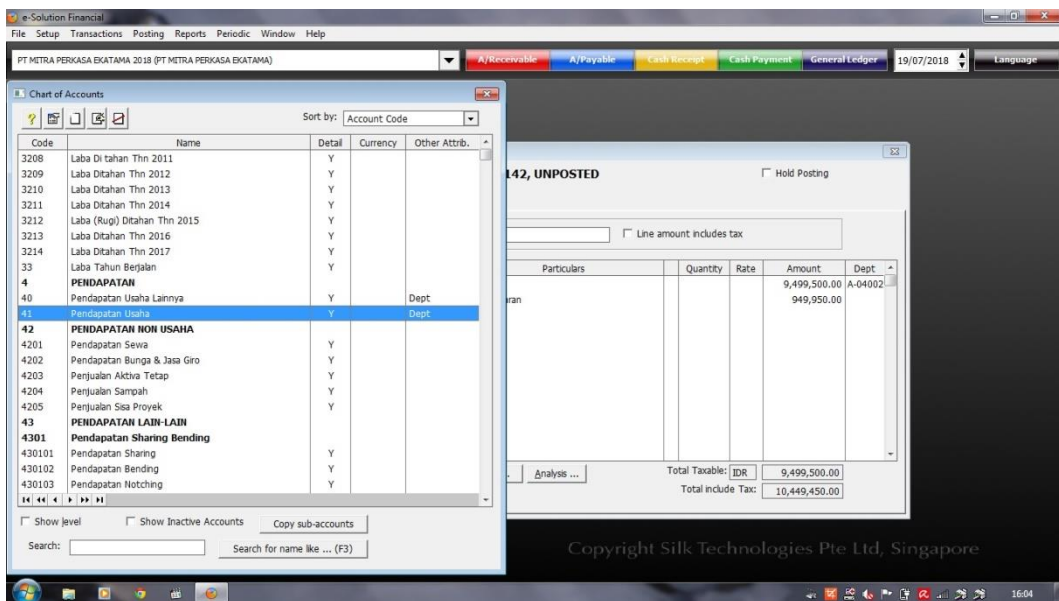 e-Solution Financial
File Setup Transactions Posting Reports Periodic Window Help
PT MITRA PERKASA EKATAMA 2018 (PT MITRA PERKASA EKATAMA) A/Receivable A/Payable Cash Receipt Cash Payment General Ledger 19/07/2018 Language
Chart of Accounts
Sort by: Account Code
Code Name Detail Currency Other Attrib.
3208 Laba Di tahan Thn 2011 Y
3209 Laba Ditahan Thn 2012 Y
3210 Laba Ditahan Thn 2013 Y
3211 Laba Ditahan Thn 2014 Y
3212 Laba (Rugi) Ditahan Thn 2015 Y
3213 Laba Ditahan Thn 2016 Y
3214 Laba Ditahan Thn 2017 Y
33 Laba Tahun Berjalan Y
4 PENDAPATAN
40 Pendapatan Usaha Lainnya Y Dept
41 Pendapatan Usaha Y Dept
42 PENDAPATAN NON USAHA
4201 Pendapatan Sewa Y
4202 Pendapatan Bunga & Jasa Giro Y
4203 Penjualan Aktiva Tetap Y
4204 Penjualan Sampah Y
4205 Penjualan Sisa Proyek Y
43 PENDAPATAN LAIN-LAIN
4301 Pendapatan Sharing Bending
430101 Pendapatan Sharing Y
430102 Pendapatan Bending Y
430103 Pendapatan Notching Y
Show level Show Inactive Accounts Copy sub-accounts
Search: Search for name like ... (F3)
142, UNPOSTED Hold Posting
Line amount includes tax
Particulars Quantity Rate Amount Dept
9,499,500.00 A-04002
aran 949,950.00
Analysis ... Total Taxable: IDR 9,499,500.00
Total include Tax: 10,449,450.00
Copyright Silk Technologies Pte Ltd, Singapore
16:04